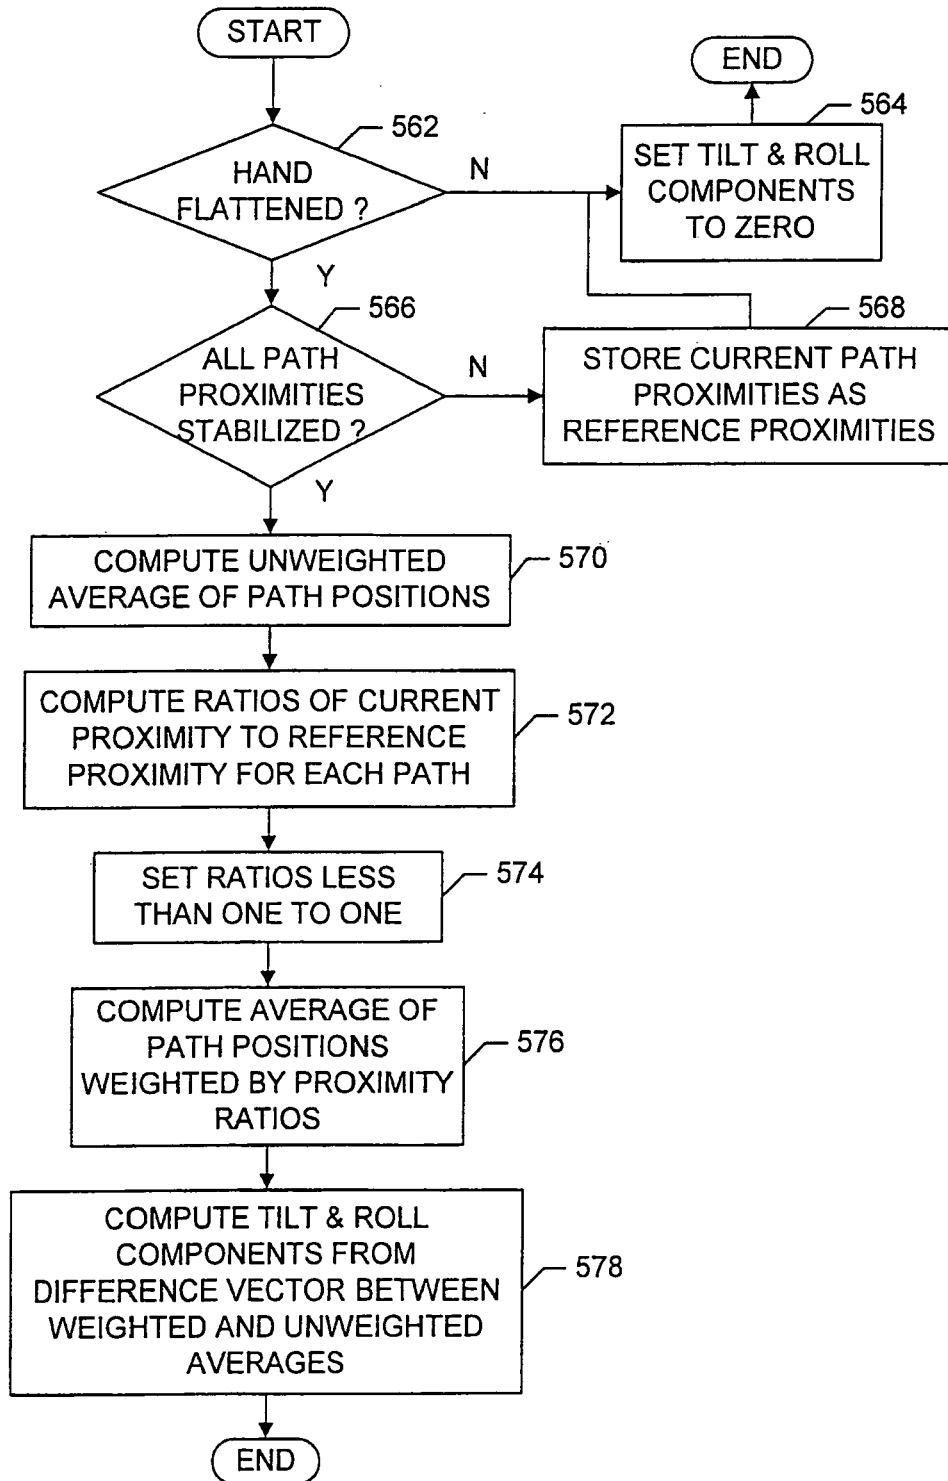 START
END
562
564
HAND
FLATTENED ?
N
SET TILT & ROLL
COMPONENTS
TO ZERO
Y
566
568
ALL PATH
PROXIMITIES
STABILIZED ?
N
STORE CURRENT PATH
PROXIMITIES AS
REFERENCE PROXIMITIES
Y
COMPUTE UNWEIGHTED
AVERAGE OF PATH POSITIONS
570
COMPUTE RATIOS OF CURRENT
PROXIMITY TO REFERENCE
PROXIMITY FOR EACH PATH
572
SET RATIOS LESS
THAN ONE TO ONE
574
COMPUTE AVERAGE OF
PATH POSITIONS
WEIGHTED BY PROXIMITY
RATIOS
576
COMPUTE TILT & ROLL
COMPONENTS FROM
DIFFERENCE VECTOR BETWEEN
WEIGHTED AND UNWEIGHTED
AVERAGES
578
END